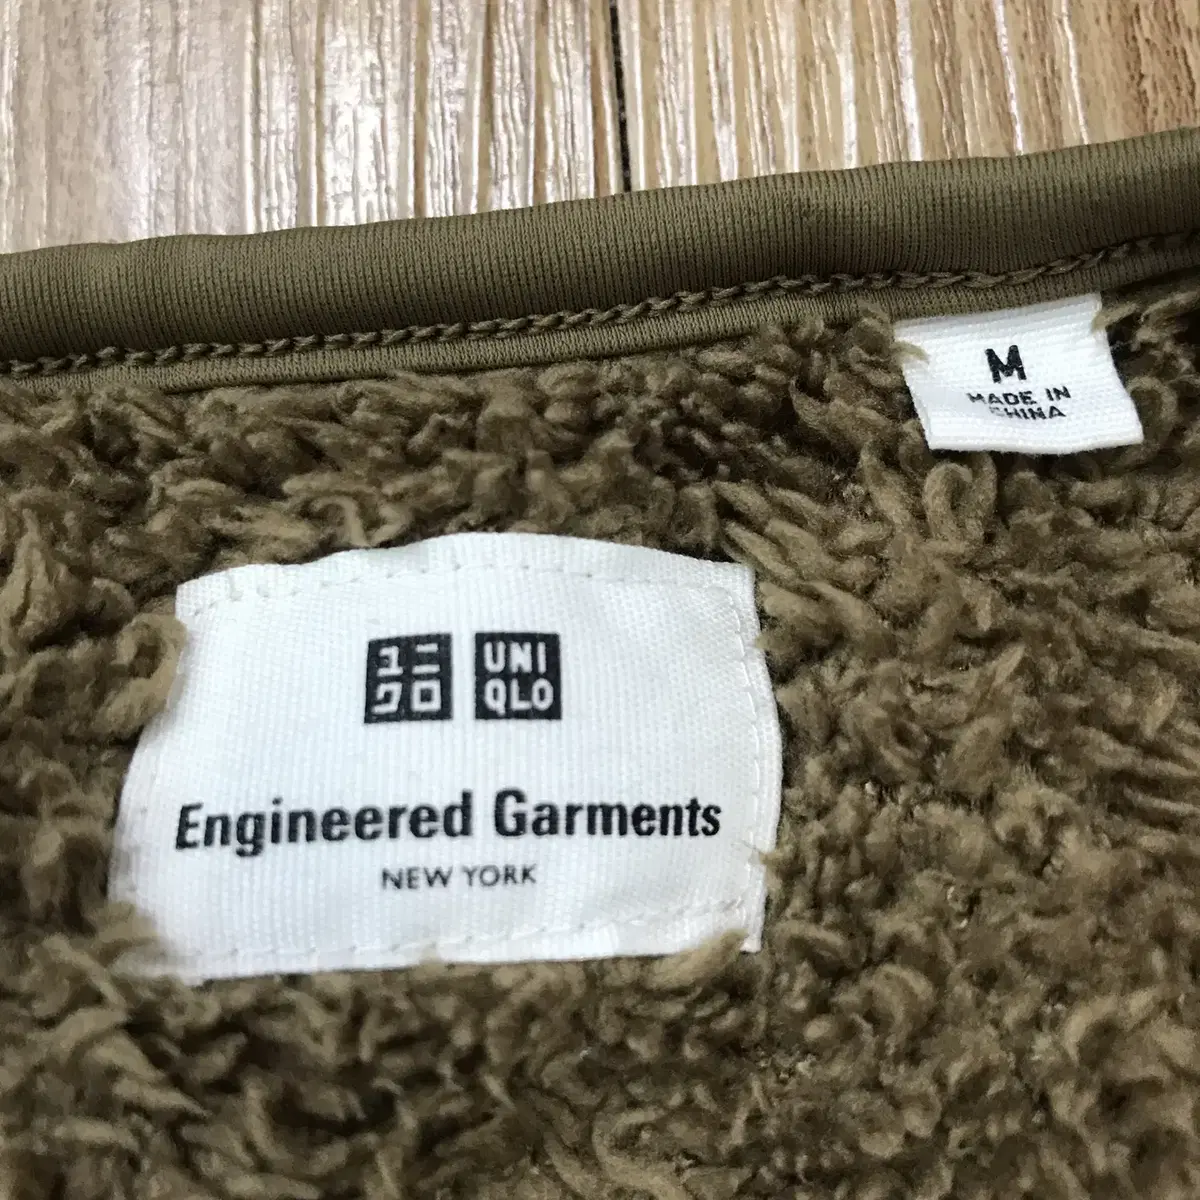 M
MADE IN
CHINA
ユニ UNI
クロ QLO
Engineered Garments
NEW YORK